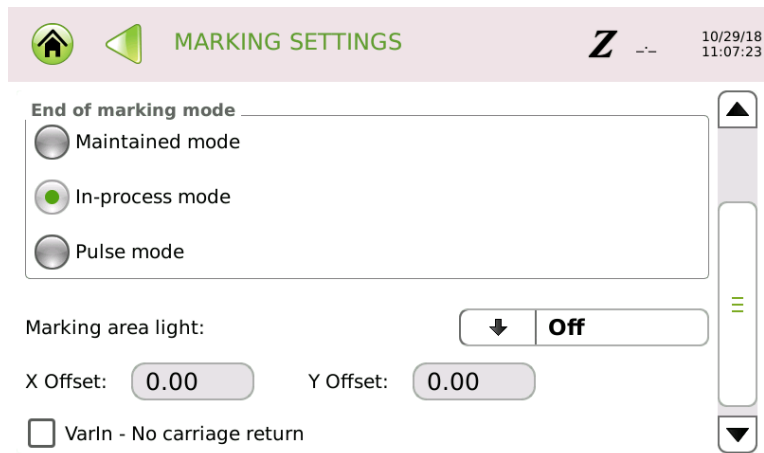 MARKING SETTINGS
Z -.-
10/29/18
11:07:23
End of marking mode
Maintained mode
In-process mode
Pulse mode
Marking area light: Off
X Offset: 0.00 Y Offset: 0.00
VarIn - No carriage return